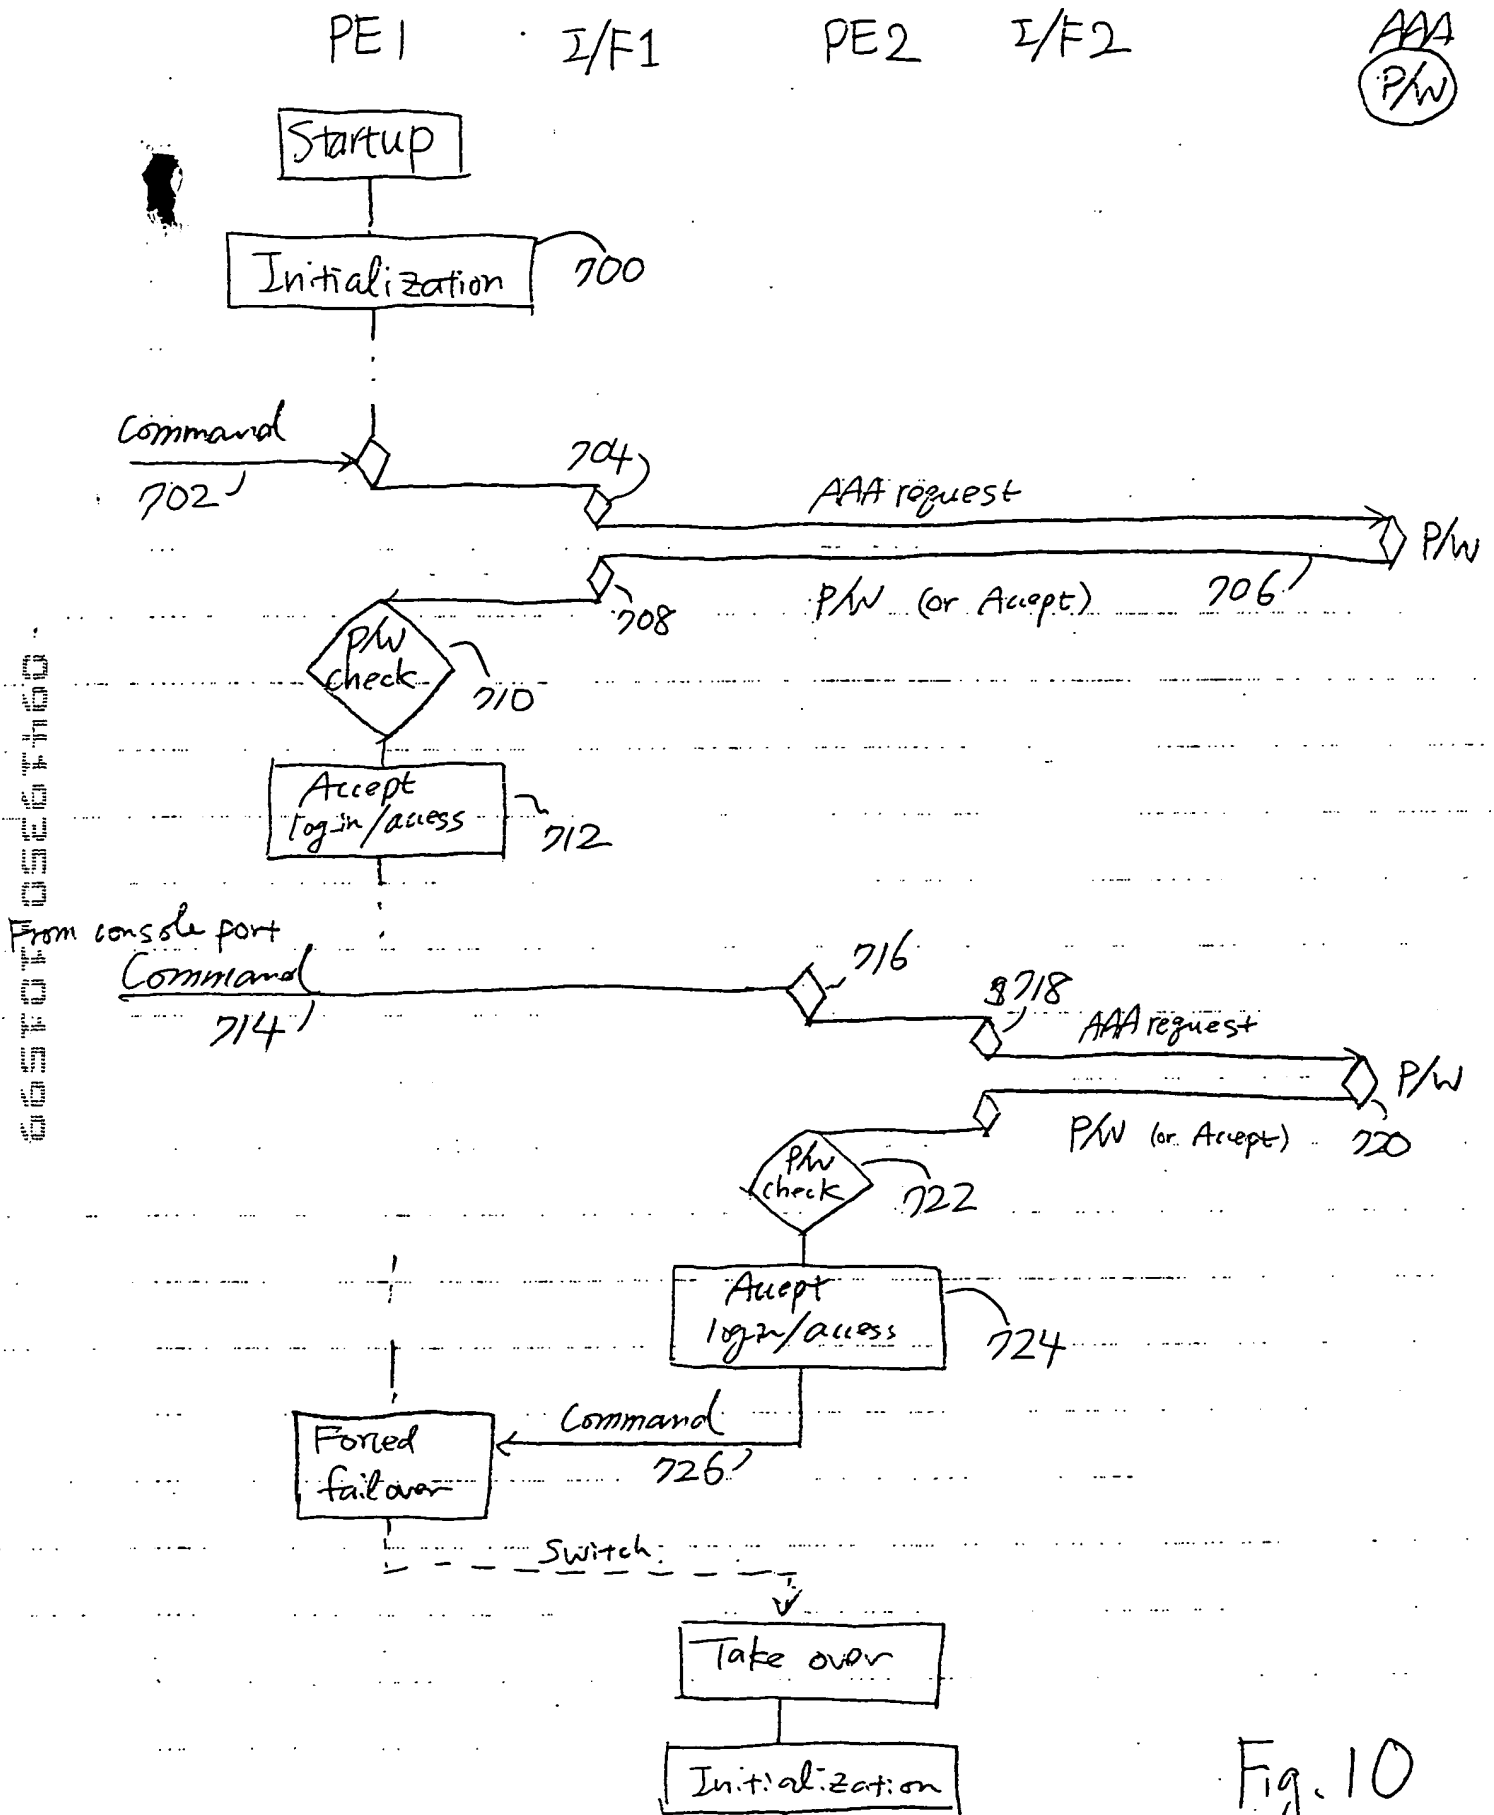 PE1 I/F1 PE2 I/F2 AAA
P/W
Startup
Initialization 700
Command
702
704
AAA request
P/W
706
P/W (or Accept)
708
P/W
check
710
Accept
login/access
712
From console port
Command
714
716
718
AAA request
P/W
P/W (or Accept) 720
P/W
check
722
Accept
login/access
724
Command
726
Forced
failover
Switch
Take over
Initialization
Fig. 10